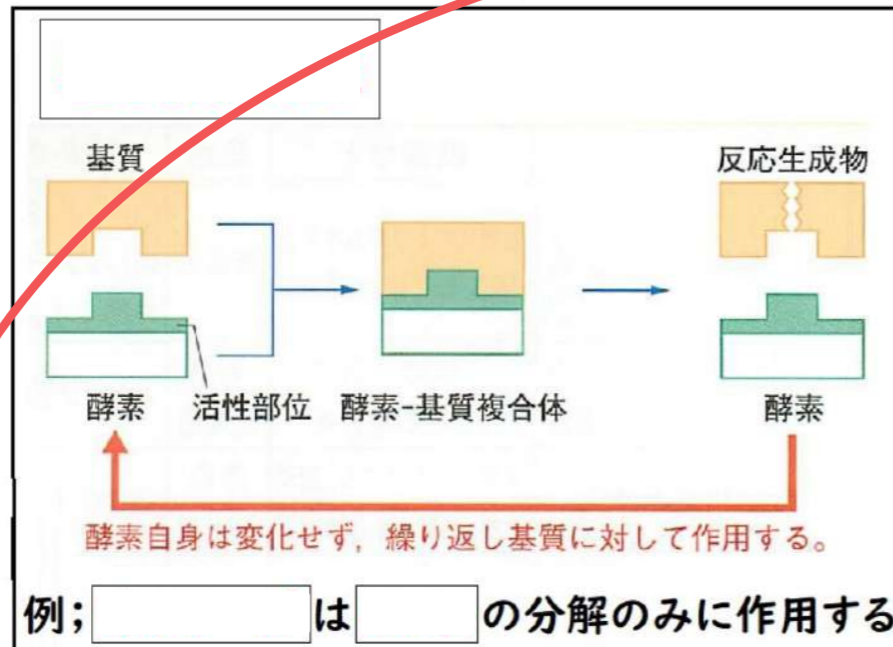 基質
反応生成物
酵素
活性部位
酵素-基質複合体
酵素
酵素自身は変化せず，繰り返し基質に対して作用する。
例;　　　は　　　の分解のみに作用する